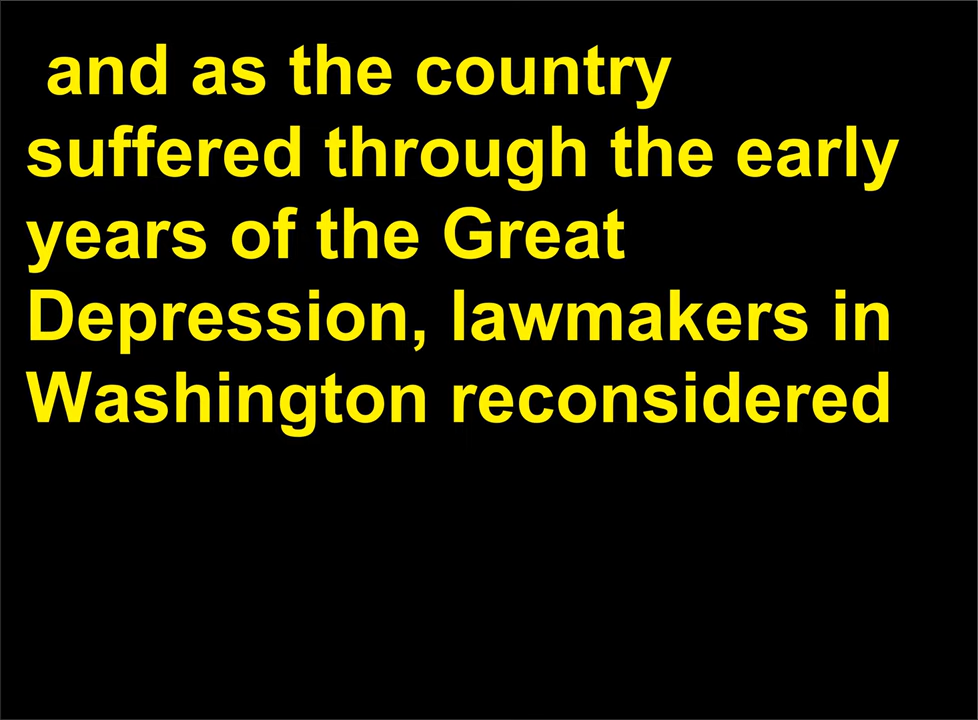 and as the country
suffered through the early
years of the Great
Depression, lawmakers in
Washington reconsidered